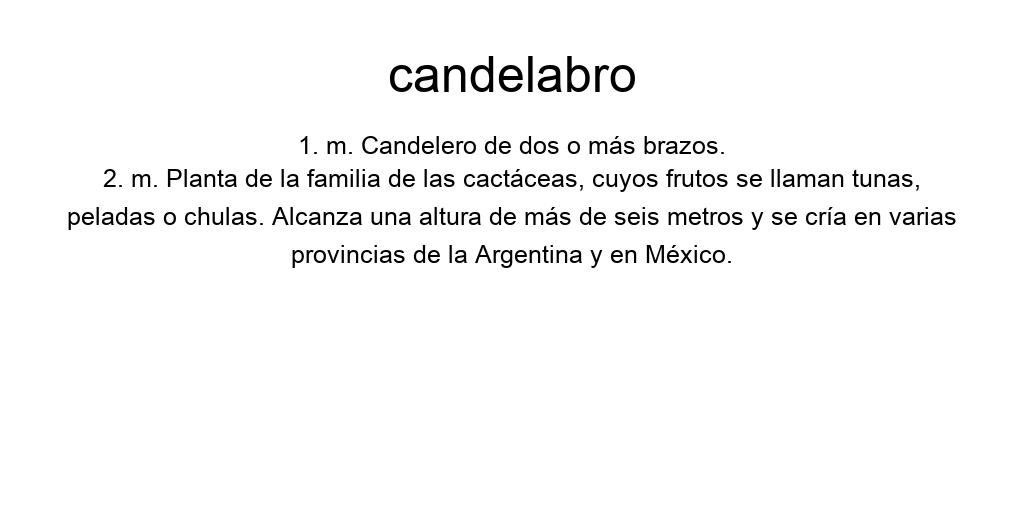 candelabro
1. m. Candelero de dos o más brazos.
2. m. Planta de la familia de las cactáceas, cuyos frutos se llaman tunas,
peladas o chulas. Alcanza una altura de más de seis metros y se cría en varias
provincias de la Argentina y en México.